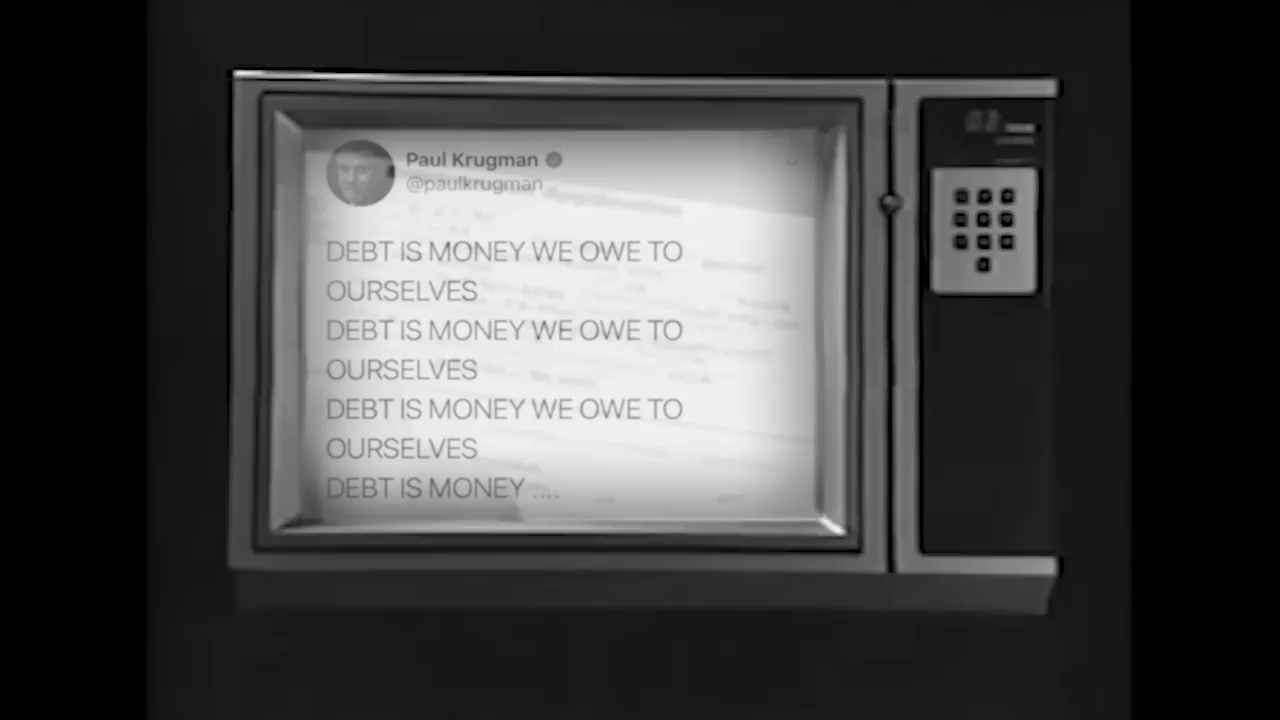 Paul Krugman
@paulkrugman
DEBT IS MONEY WE OWE TO
OURSELVES
DEBT IS MONEY WE OWE TO
OURSELVES
DEBT IS MONEY WE OWE TO
OURSELVES
DEBT IS MONEY ....